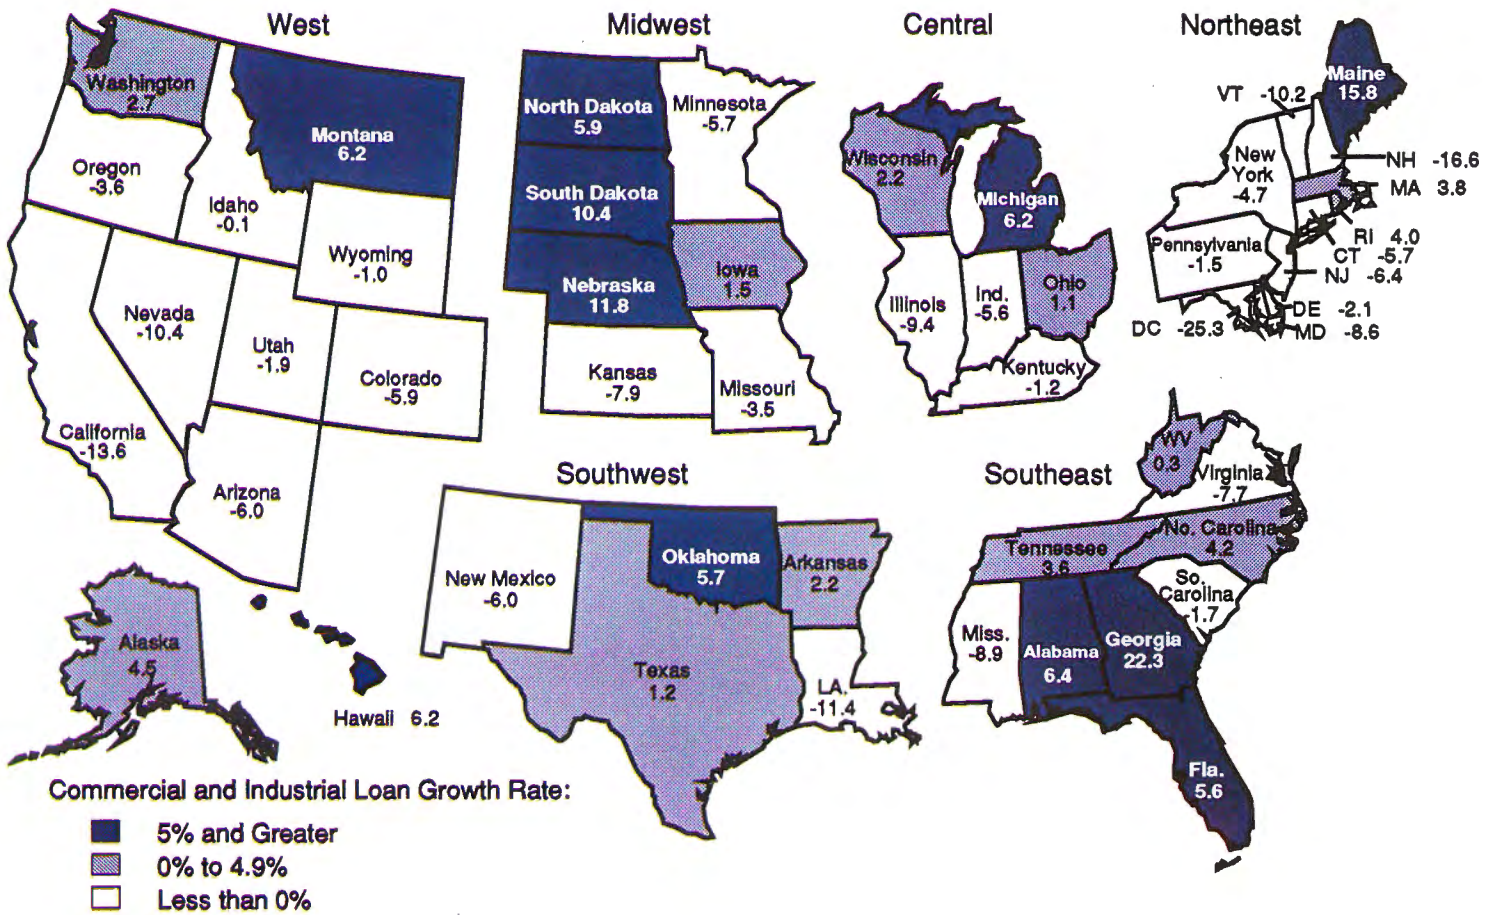 West
Washington
2.7
Montana
6.2
Oregon
-3.6
Idaho
-0.1
Wyoming
-1.0
Nevada
-10.4
Utah
-1.9
Colorado
-5.9
California
-13.6
Arizona
-6.0
Alaska
4.5
Hawaii 6.2
Midwest
North Dakota
5.9
Minnesota
-5.7
South Dakota
10.4
Nebraska
11.8
Iowa
1.5
Kansas
-7.9
Missouri
-3.5
Central
Wisconsin
2.2
Michigan
6.2
Illinois
-9.4
Ind.
-5.6
Ohio
1.1
Kentucky
-1.2
Northeast
Maine
15.8
VT -10.2
NH -16.6
New
York
-4.7
MA 3.8
RI 4.0
CT -5.7
NJ -6.4
Pennsylvania
-1.5
DE -2.1
MD -8.6
DC -25.3
Southwest
New Mexico
-6.0
Oklahoma
5.7
Arkansas
2.2
Texas
1.2
LA.
-11.4
Southeast
WV
0.3
Virginia
-7.7
No. Carolina
4.2
Tennessee
3.6
So.
Carolina
-1.7
Miss.
-8.9
Alabama
6.4
Georgia
22.3
Fla.
5.6
Commercial and Industrial Loan Growth Rate:
5% and Greater
0% to 4.9%
Less than 0%